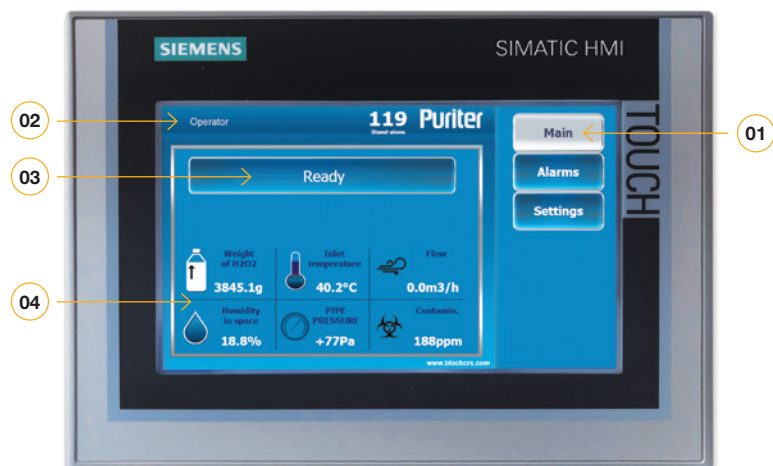 SIEMENS
SIMATIC HMI
TOUCH
02
Operator
119 Puriter
Stand-alone
Main
01
03
Ready
Alarms
Settings
04
Weight
of H2O2
3845.1g
Inlet
temperature
40.2°C
Flow
0.0m3/h
Humidity
in space
18.8%
PIPE
PRESSURE
+77Pa
Contamin.
188ppm
www.blockcrs.com